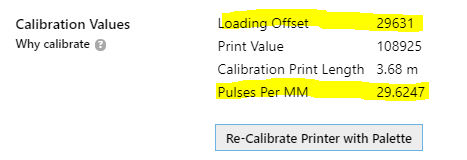 Calibration Values
Why calibrate ?
Loading Offset 29631
Print Value 108925
Calibration Print Length 3.68 m
Pulses Per MM 29.6247
Re-Calibrate Printer with Palette